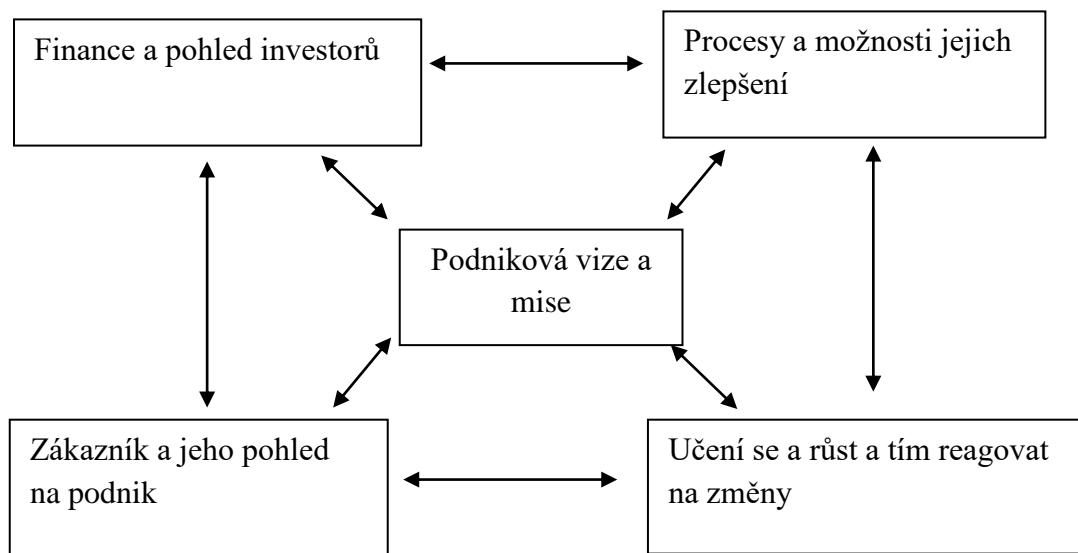 Finance a pohled investorů
Procesy a možnosti jejich
zlepšení
Podniková vize a
mise
Zákazník a jeho pohled
na podnik
Učení se a růst a tím reagovat
na změny